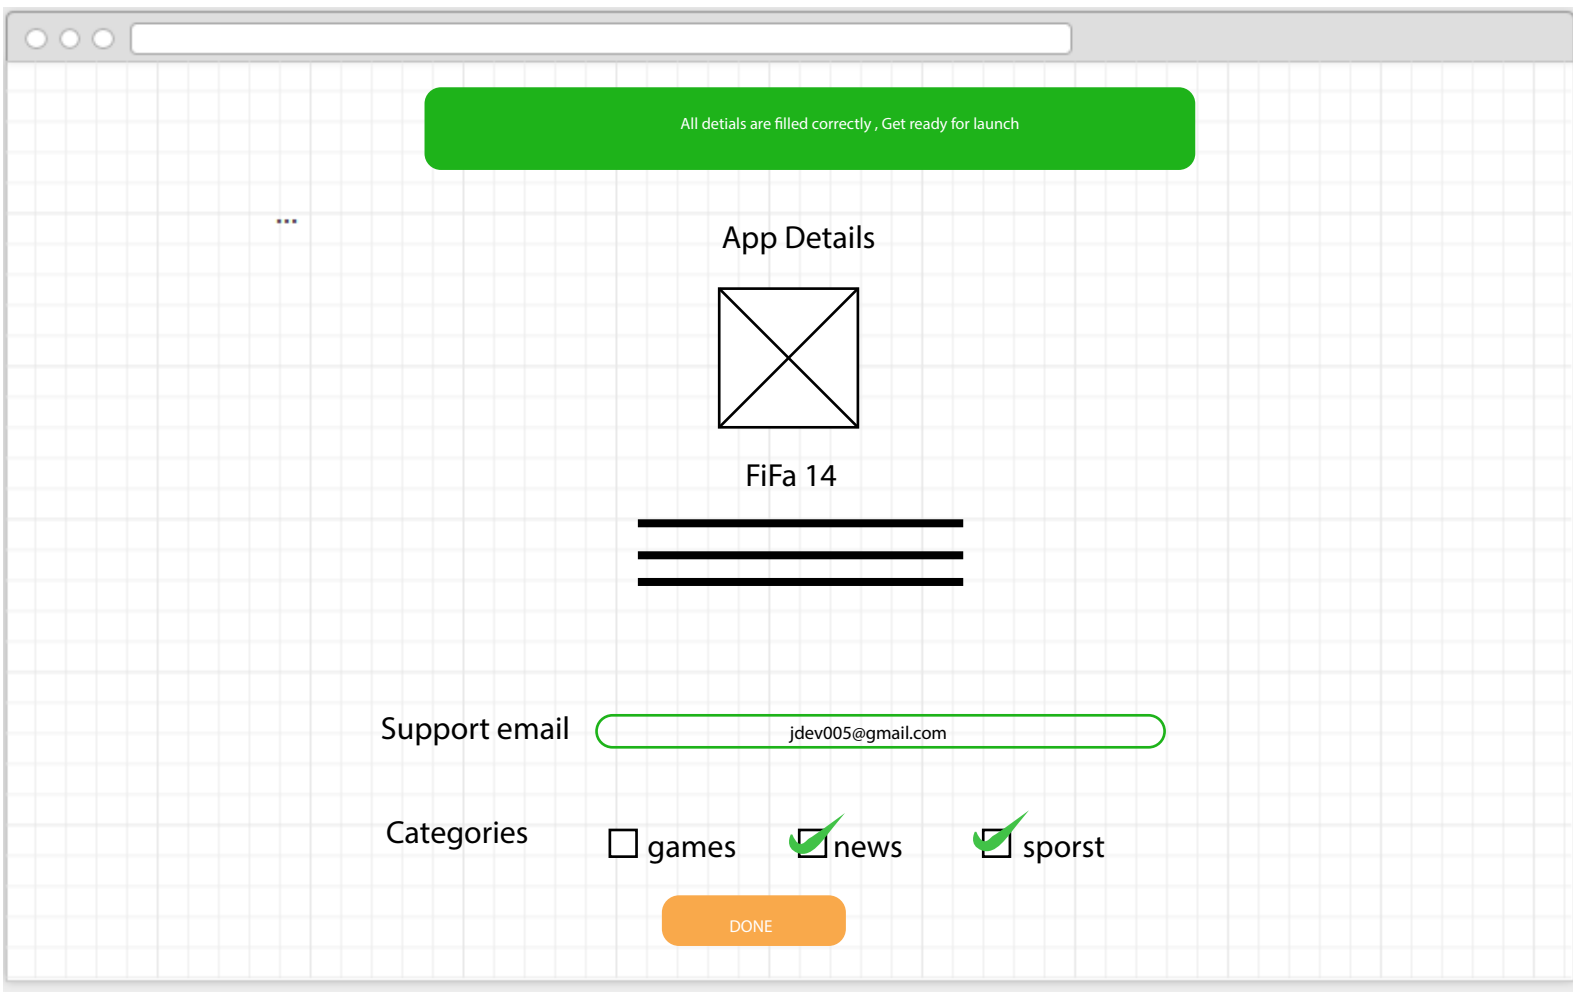 All detials are filled correctly , Get ready for launch
...
App Details
FiFa 14
Support email jdev005@gmail.com
Categories games news sporst
DONE